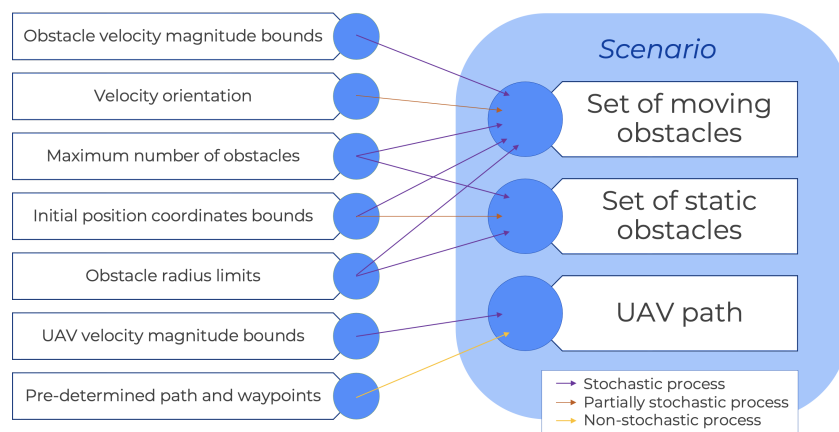 Obstacle velocity magnitude bounds
Velocity orientation
Maximum number of obstacles
Initial position coordinates bounds
Obstacle radius limits
UAV velocity magnitude bounds
Pre-determined path and waypoints
Scenario
Set of moving
obstacles
Set of static
obstacles
UAV path
Stochastic process
Partially stochastic process
Non-stochastic process